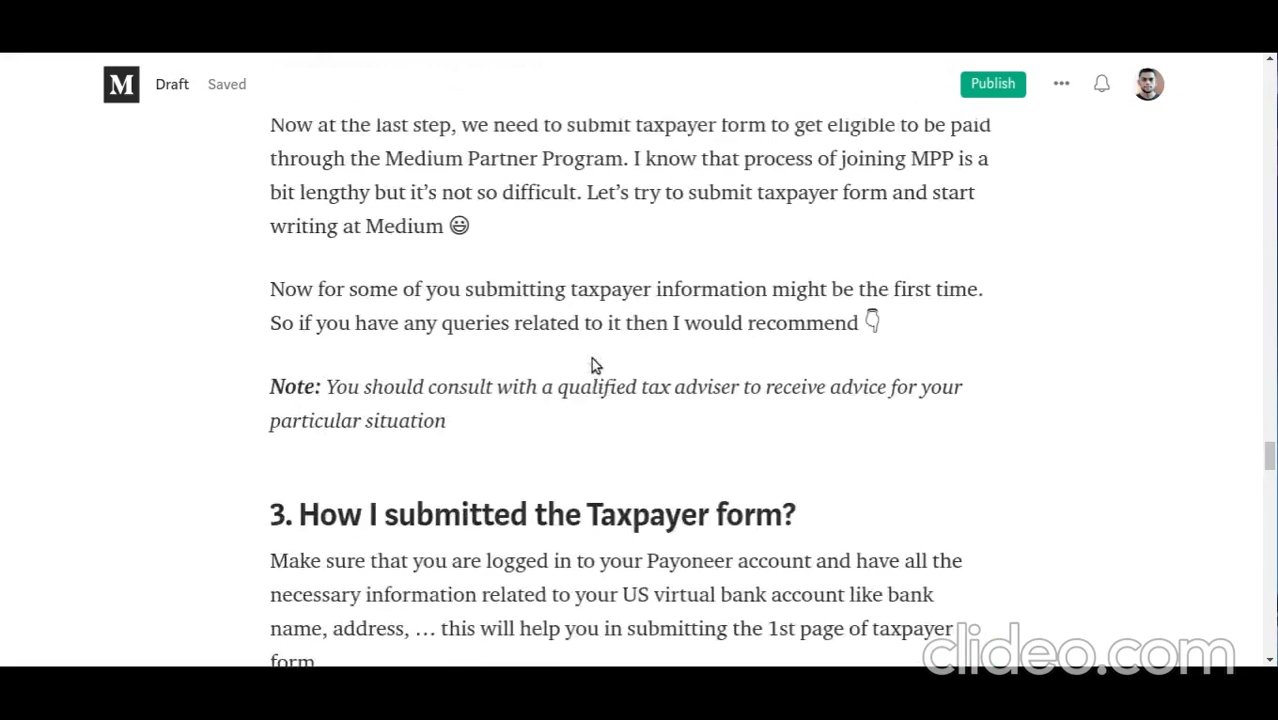 M Draft Saved Publish
Now at the last step, we need to submit taxpayer form to get eligible to be paid
through the Medium Partner Program. I know that process of joining MPP is a
bit lengthy but it’s not so difficult. Let’s try to submit taxpayer form and start
writing at Medium 😃
Now for some of you submitting taxpayer information might be the first time.
So if you have any queries related to it then I would recommend 👇
Note: You should consult with a qualified tax adviser to receive advice for your
particular situation
3. How I submitted the Taxpayer form?
Make sure that you are logged in to your Payoneer account and have all the
necessary information related to your US virtual bank account like bank
name, address, … this will help you in submitting the 1st page of taxpayer
form
clideo.com